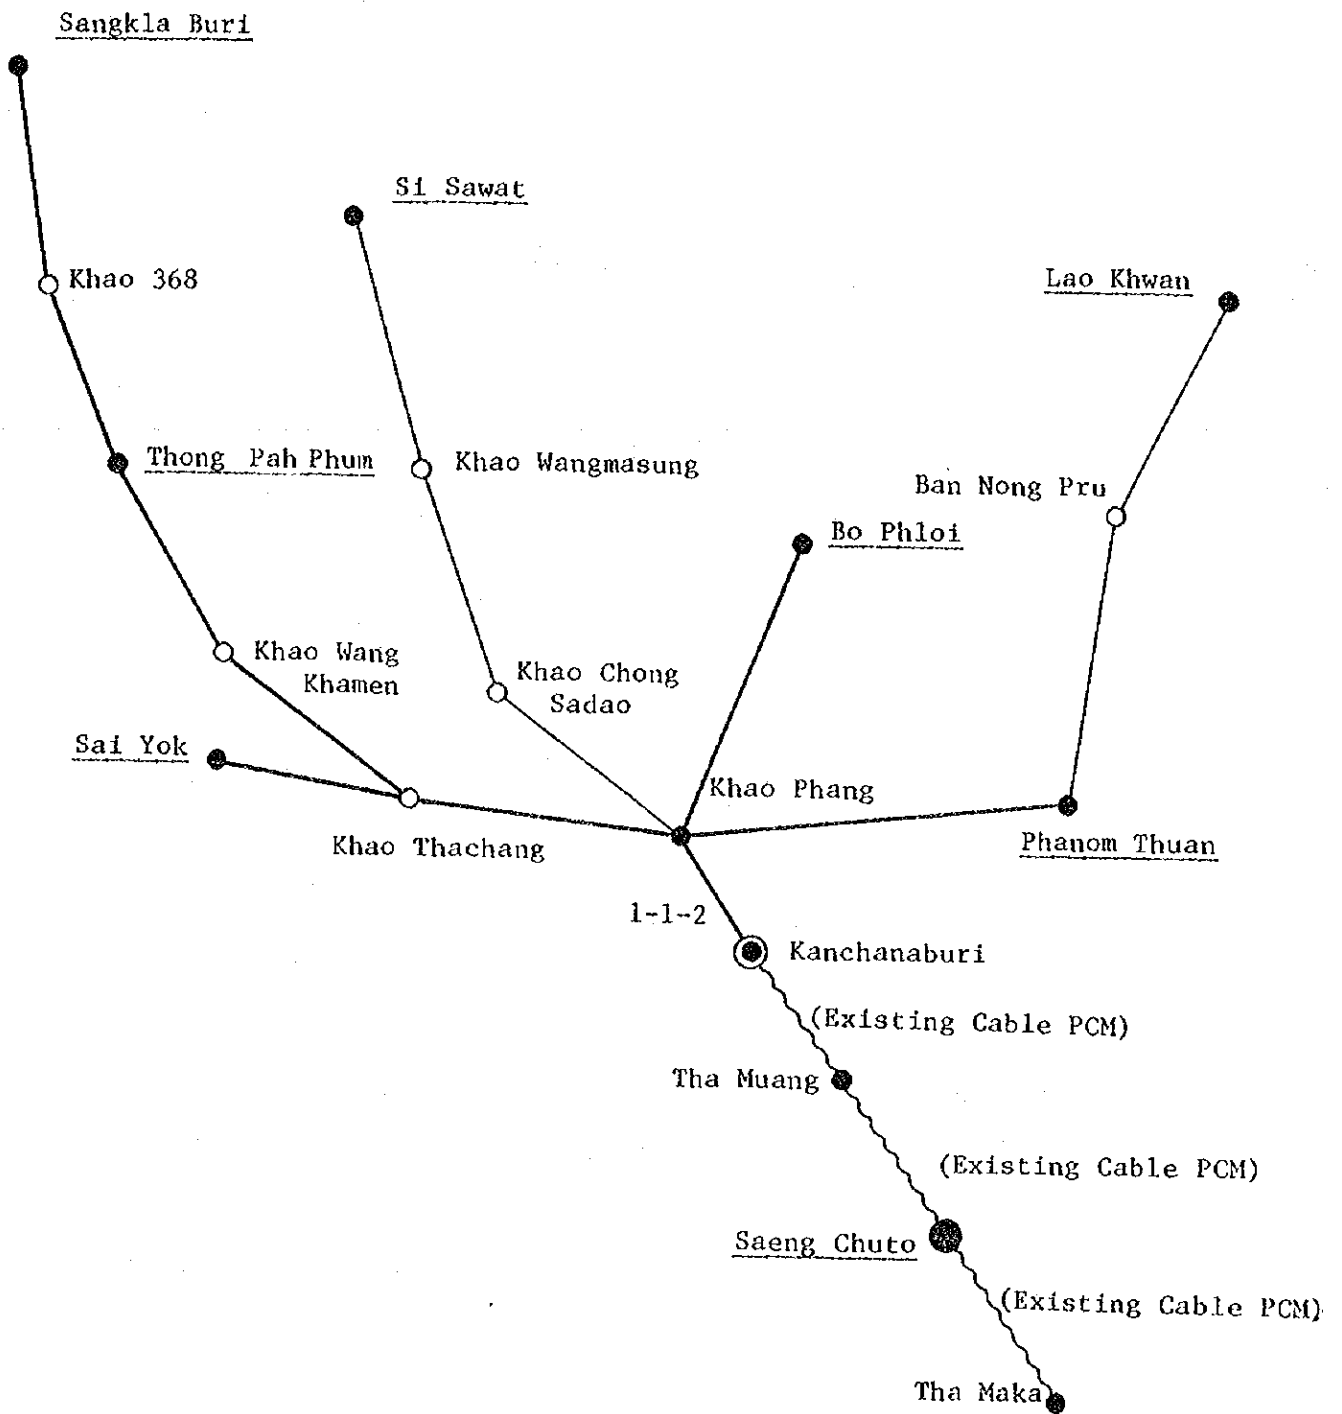 Sangkla Buri
Si Sawat
Khao 368
Lao Khwan
Thong Pah Phum
Khao Wangmasung
Ban Nong Pru
Bo Phloi
Khao Wang
Khamen
Khao Chong
Sadao
Sai Yok
Khao Phang
Khao Thachang
Phanom Thuan
1-1-2
Kanchanaburi
(Existing Cable PCM)
Tha Muang
(Existing Cable PCM)
Saeng Chuto
(Existing Cable PCM)
Tha Maka